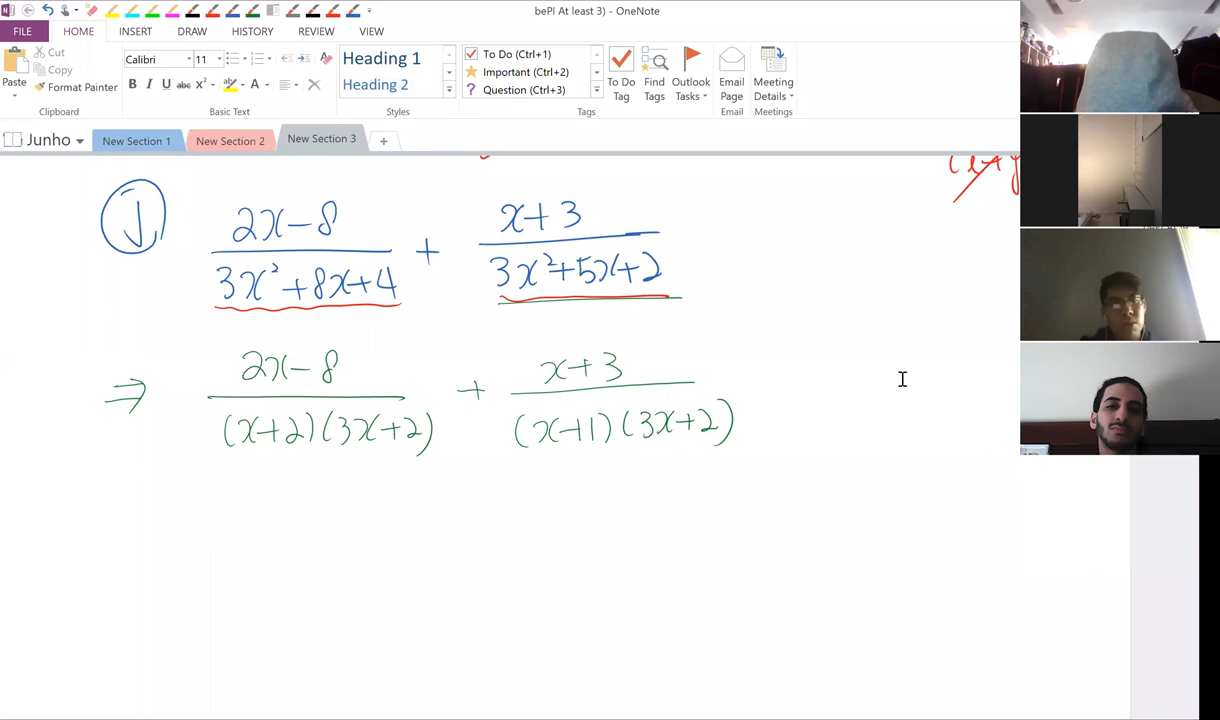 bePl At least 3) - OneNote
FILE HOME INSERT DRAW HISTORY REVIEW VIEW
Paste Cut Copy Format Painter
Calibri 11
B I U abc x² A
Heading 1
Heading 2
To Do (Ctrl+1)
Important (Ctrl+2)
Question (Ctrl+3)
To Do Tag
Find Tags
Outlook Tasks
Email Page
Meeting Details
Clipboard Basic Text Styles Tags Email Meetings
Junho New Section 1 New Section 2 New Section 3 +
J
2x-8 x+3
+
3x²+8x+4 3x²+5x+2
2x-8 x+3
⇒ +
(x+2)(3x+2) (x+1)(3x+2)